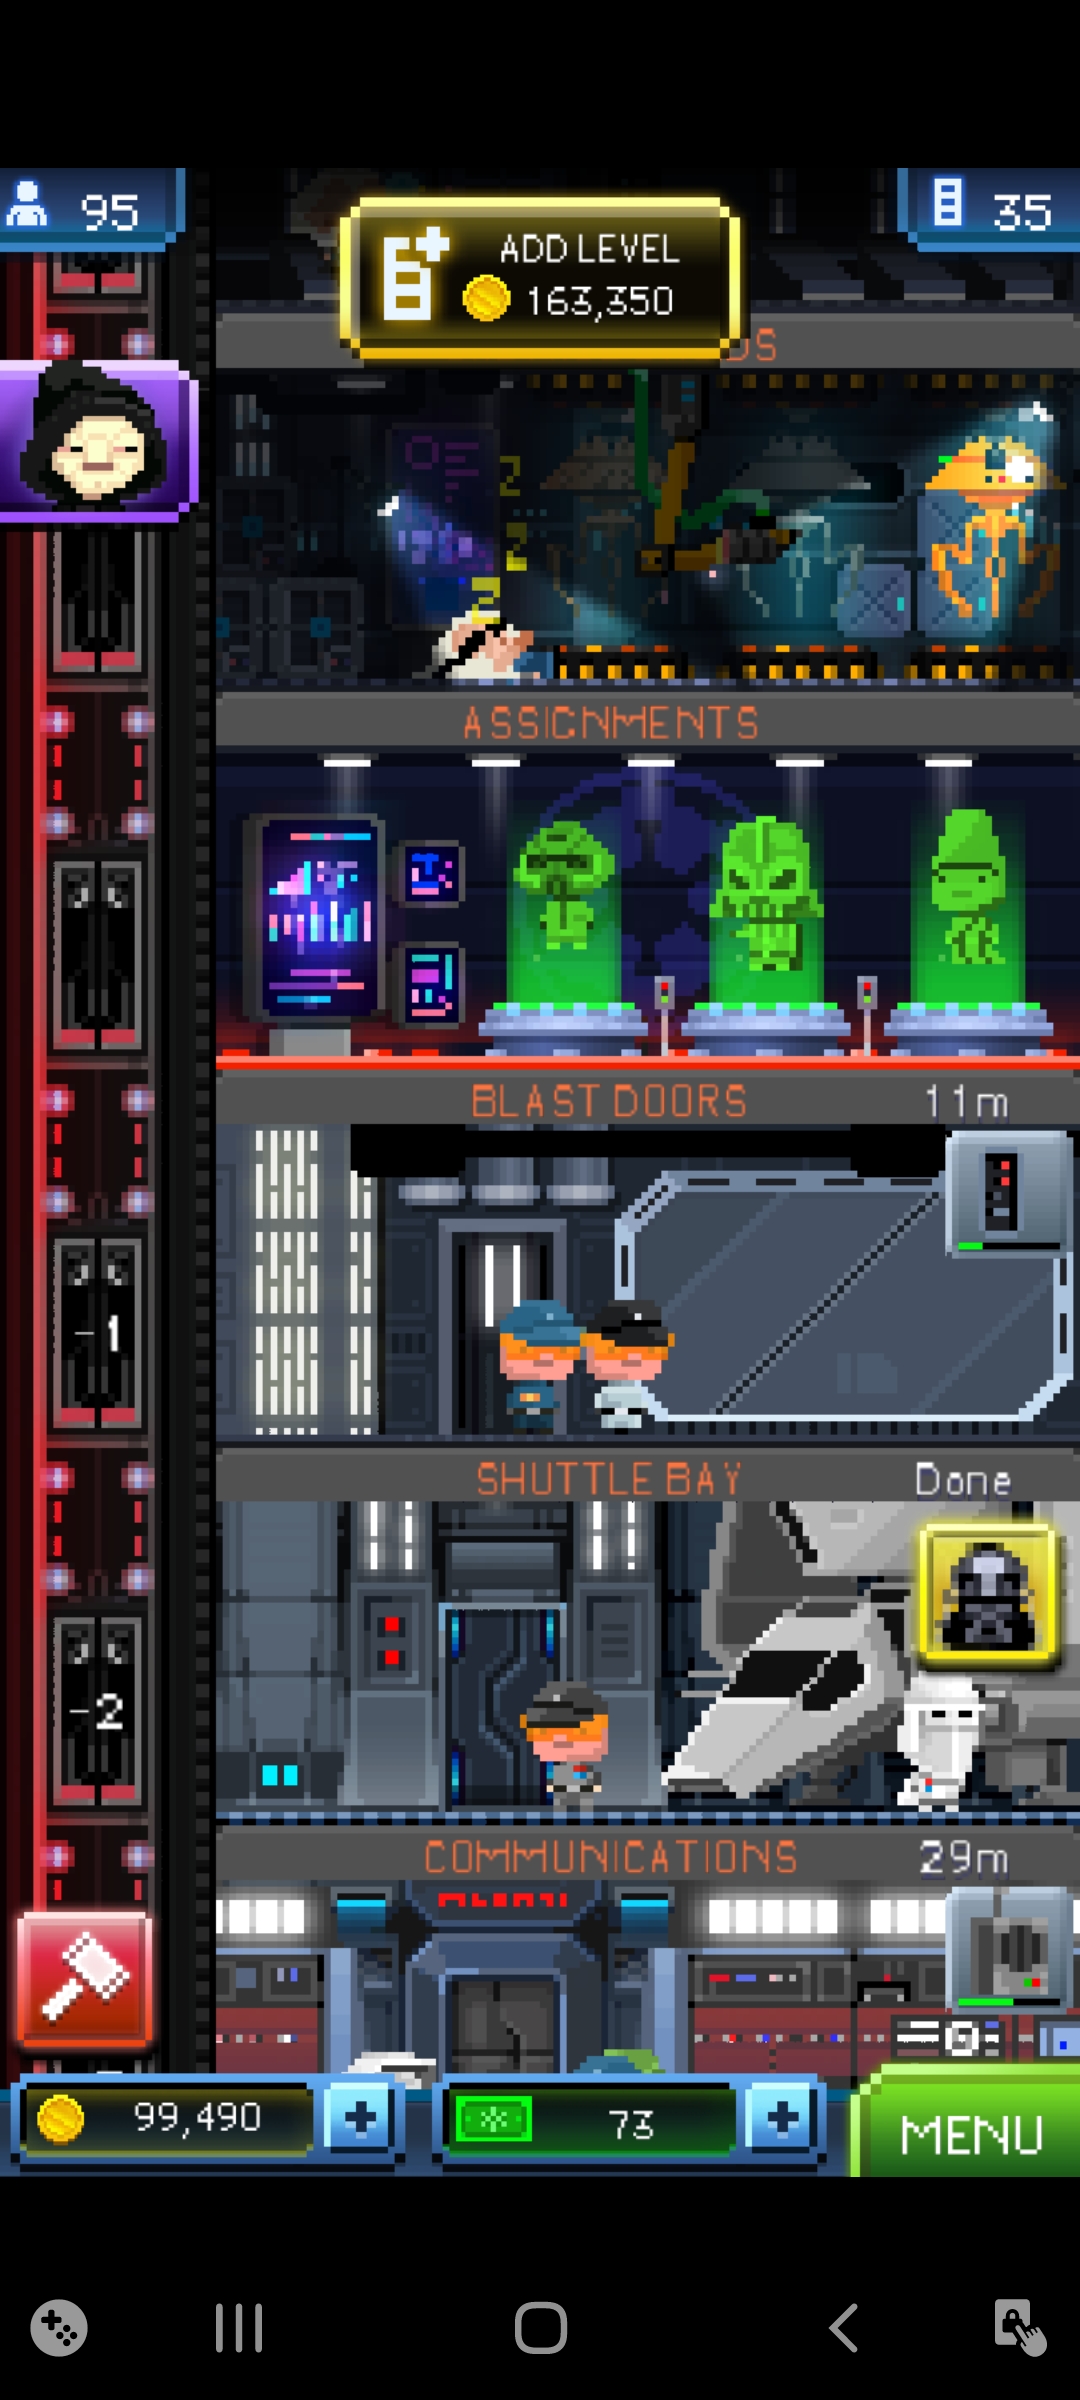 95
ADD LEVEL
163,350
35
DS
ASSIGNMENTS
BLAST DOORS 11m
-1
SHUTTLE BAY Done
-2
COMMUNICATIONS 29m
99,490
73
MENU